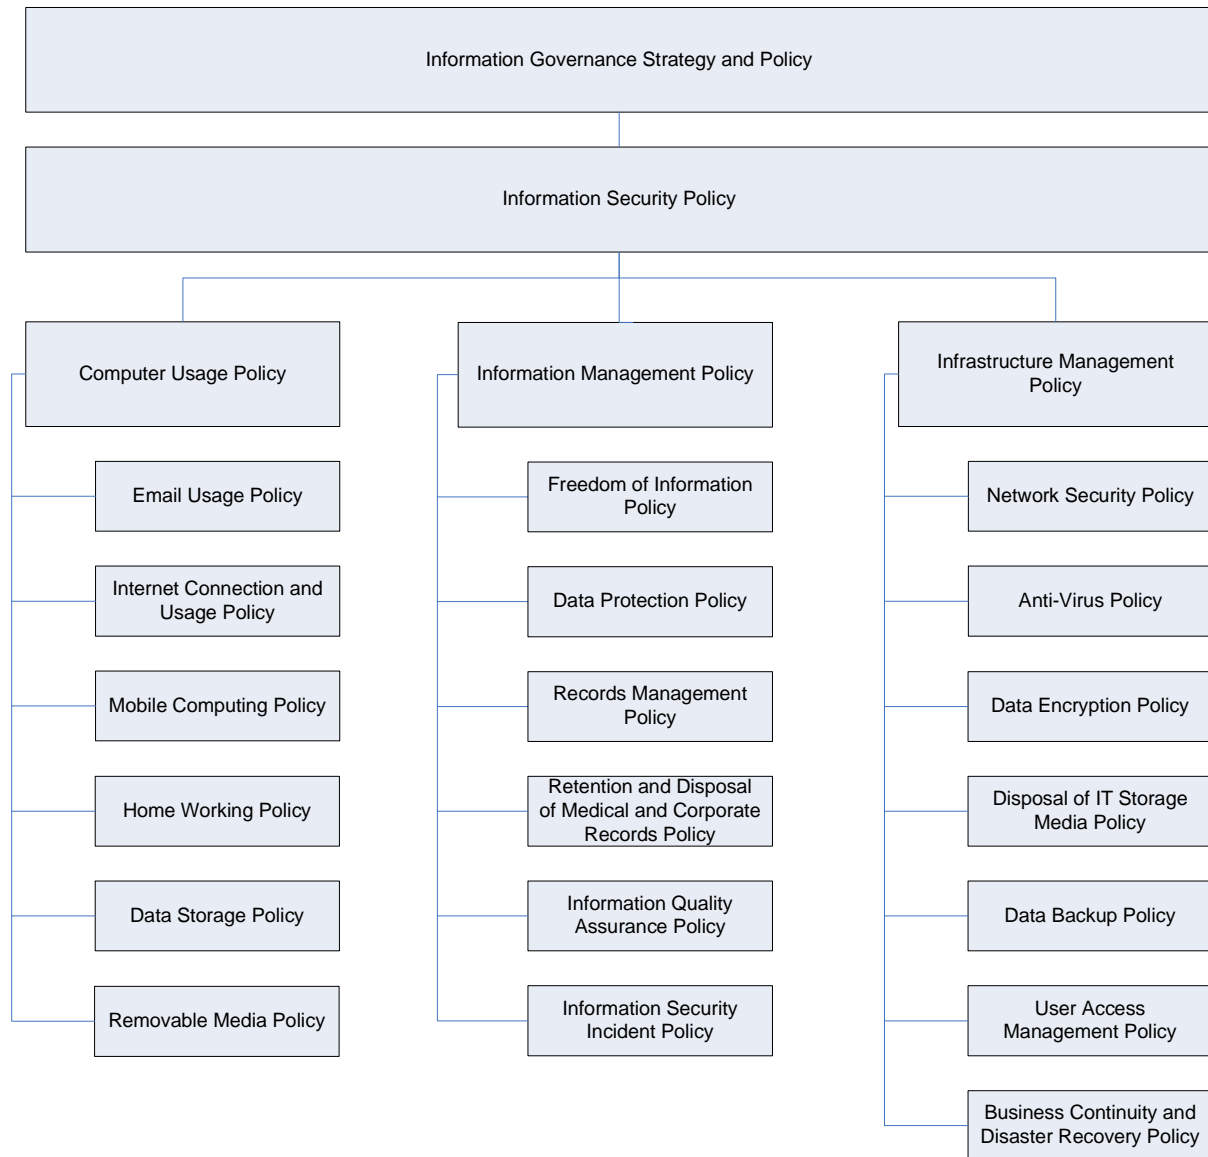 Information Governance Strategy and Policy
Information Security Policy
Computer Usage Policy
Email Usage Policy
Internet Connection and
Usage Policy
Mobile Computing Policy
Home Working Policy
Data Storage Policy
Removable Media Policy
Information Management Policy
Freedom of Information
Policy
Data Protection Policy
Records Management
Policy
Retention and Disposal
of Medical and Corporate
Records Policy
Information Quality
Assurance Policy
Information Security
Incident Policy
Infrastructure Management
Policy
Network Security Policy
Anti-Virus Policy
Data Encryption Policy
Disposal of IT Storage
Media Policy
Data Backup Policy
User Access
Management Policy
Business Continuity and
Disaster Recovery Policy